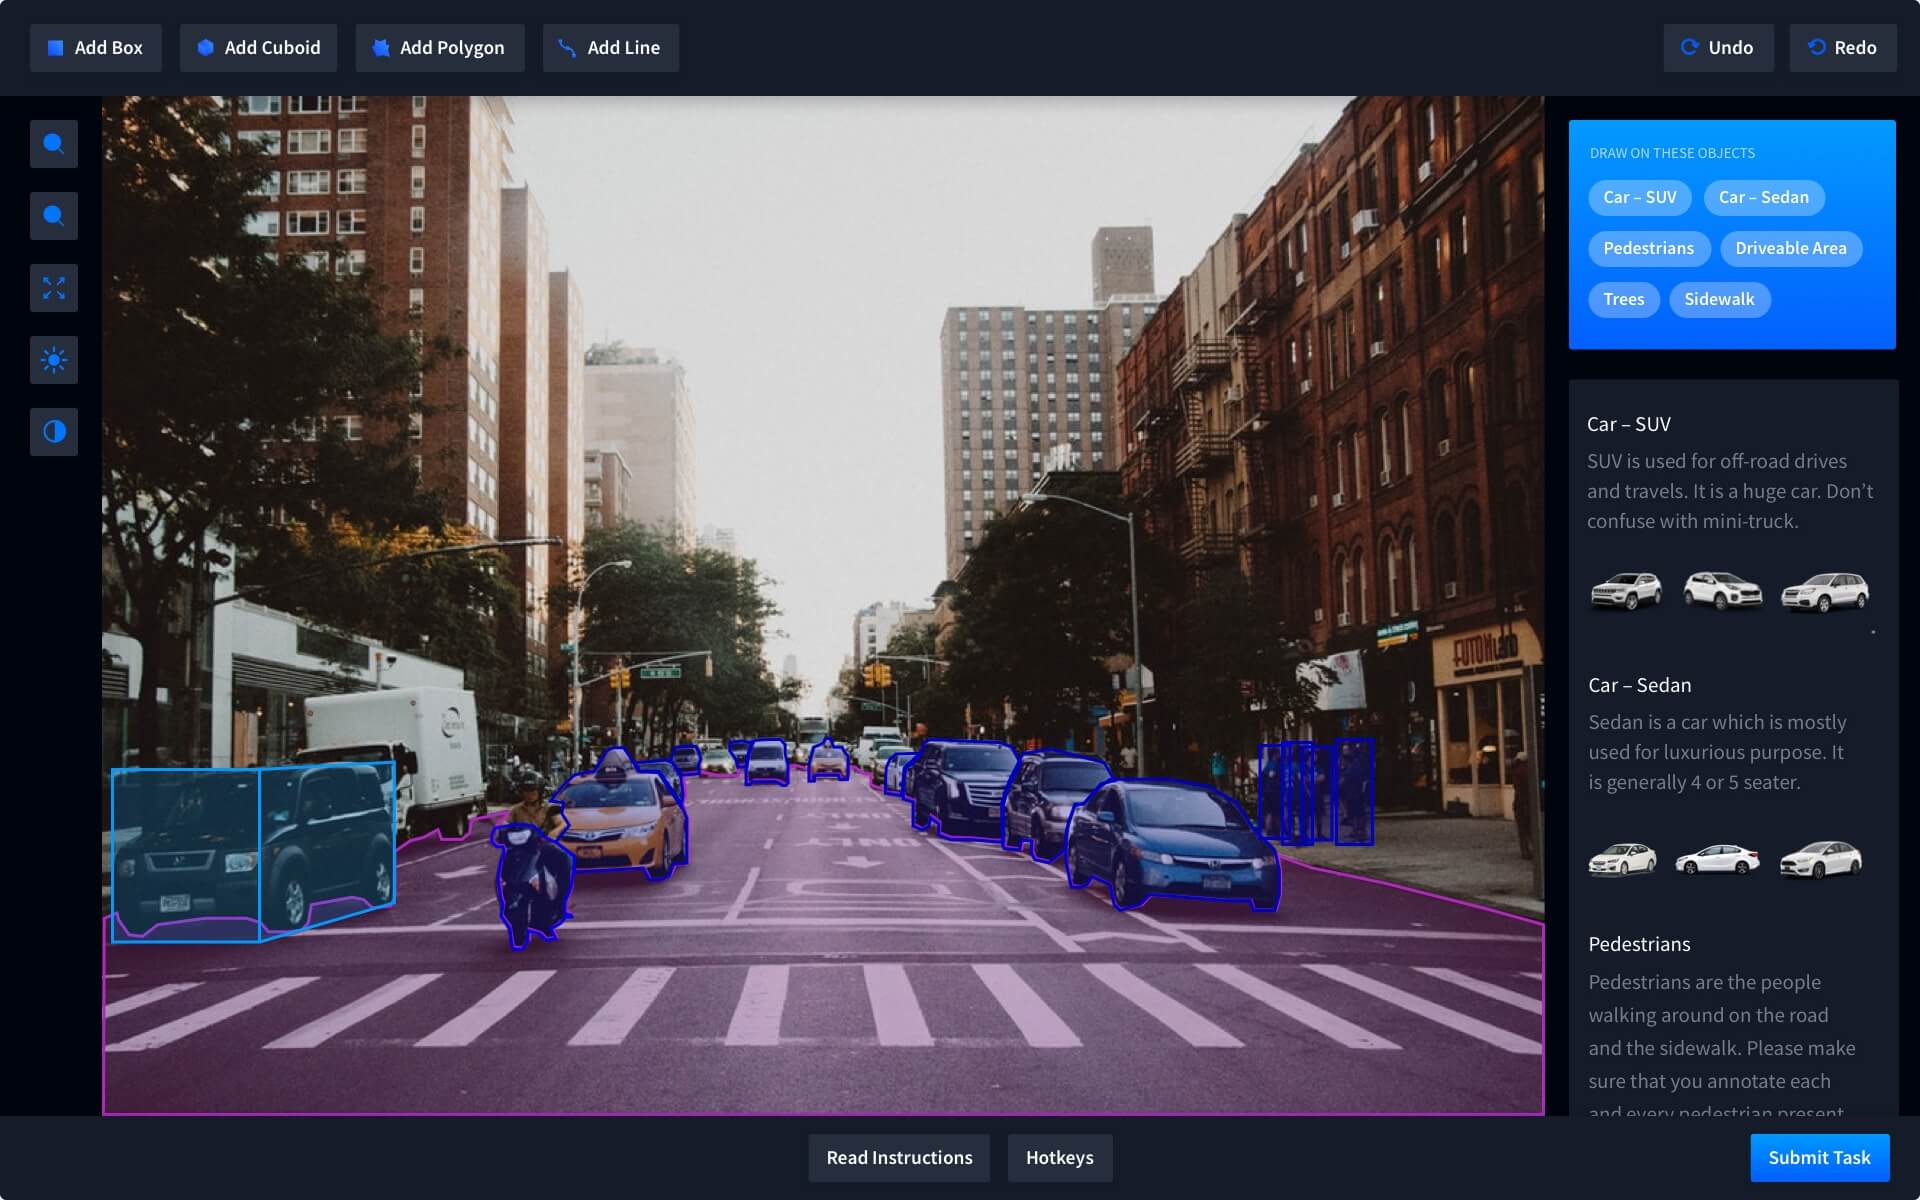 Add Box
Add Cuboid
Add Polygon
Add Line
Undo
Redo
DRAW ON THESE OBJECTS
Car – SUV
Car – Sedan
Pedestrians
Driveable Area
Trees
Sidewalk
Car – SUV
SUV is used for off-road drives
and travels. It is a huge car. Don’t
confuse with mini-truck.
Car – Sedan
Sedan is a car which is mostly
used for luxurious purpose. It
is generally 4 or 5 seater.
Pedestrians
Pedestrians are the people
walking around on the road
and the sidewalk. Please make
sure that you annotate each
and every pedestrian present
FUTON LAND
ONLY
ONLY
Read Instructions
Hotkeys
Submit Task